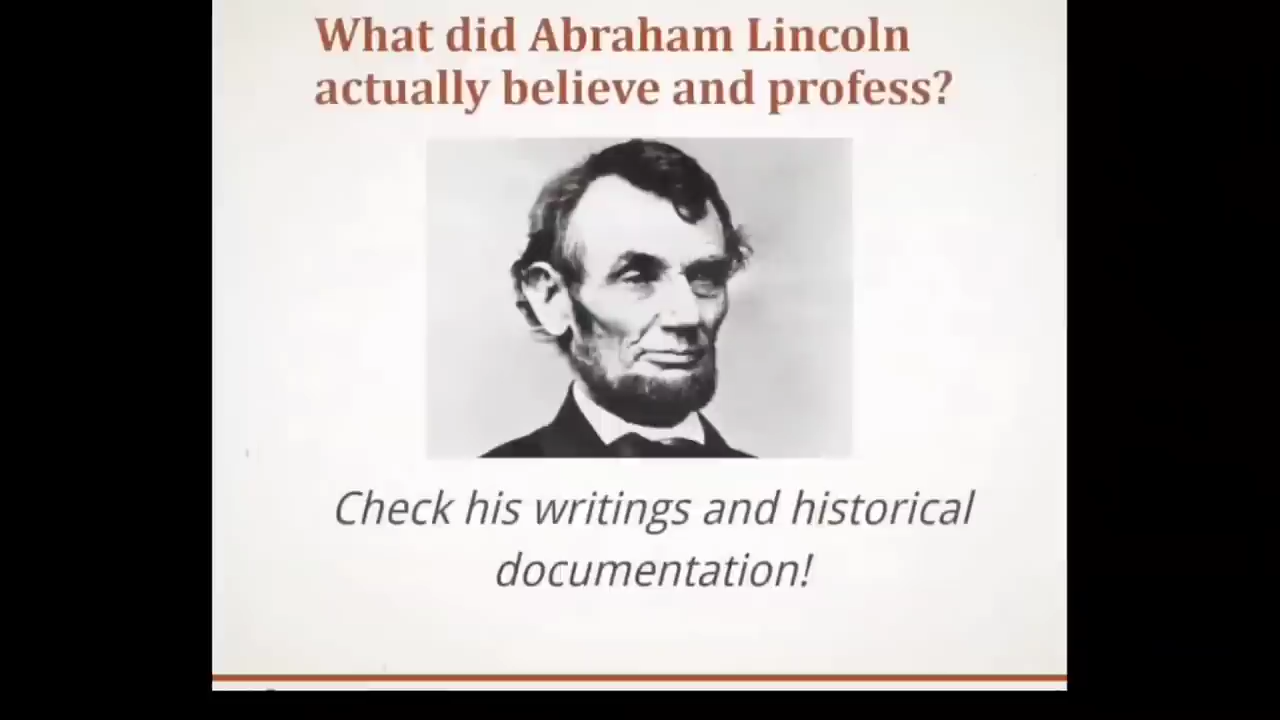 What did Abraham Lincoln
actually believe and profess?
Check his writings and historical
documentation!